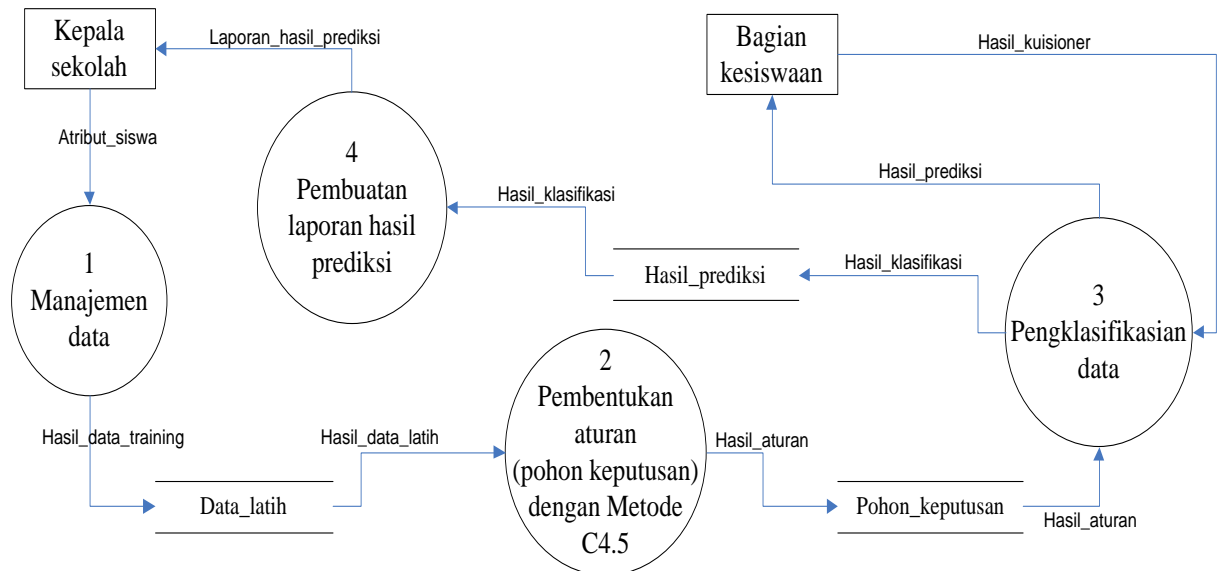 Kepala
sekolah
Laporan_hasil_prediksi
Bagian
kesiswaan
Hasil_kuisioner
Atribut_siswa
4
Pembuatan
laporan hasil
prediksi
Hasil_klasifikasi
Hasil_prediksi
1
Manajemen
data
Hasil_prediksi
Hasil_klasifikasi
3
Pengklasifikasian
data
2
Pembentukan
aturan
(pohon keputusan)
dengan Metode
C4.5
Hasil_data_training
Hasil_data_latih
Hasil_aturan
Data_latih
Pohon_keputusan
Hasil_aturan